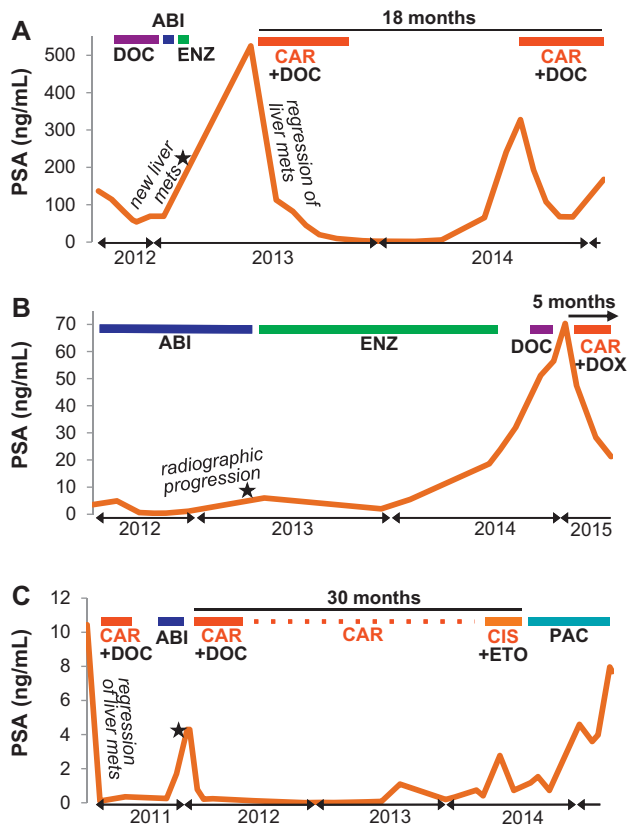 A
ABI
18 months
DOC
ENZ
CAR
+DOC
CAR
+DOC
PSA (ng/mL)
500
400
300
200
100
0
new liver
mets
regression of
liver mets
2012
2013
2014
B
5 months
ABI
ENZ
DOC
CAR
+DOX
PSA (ng/mL)
70
60
50
40
30
20
10
0
radiographic
progression
2012
2013
2014
2015
C
30 months
CAR
+DOC
ABI
CAR
+DOC
CAR
CIS
+ETO
PAC
PSA (ng/mL)
12
10
8
6
4
2
0
regression
of liver mets
2011
2012
2013
2014